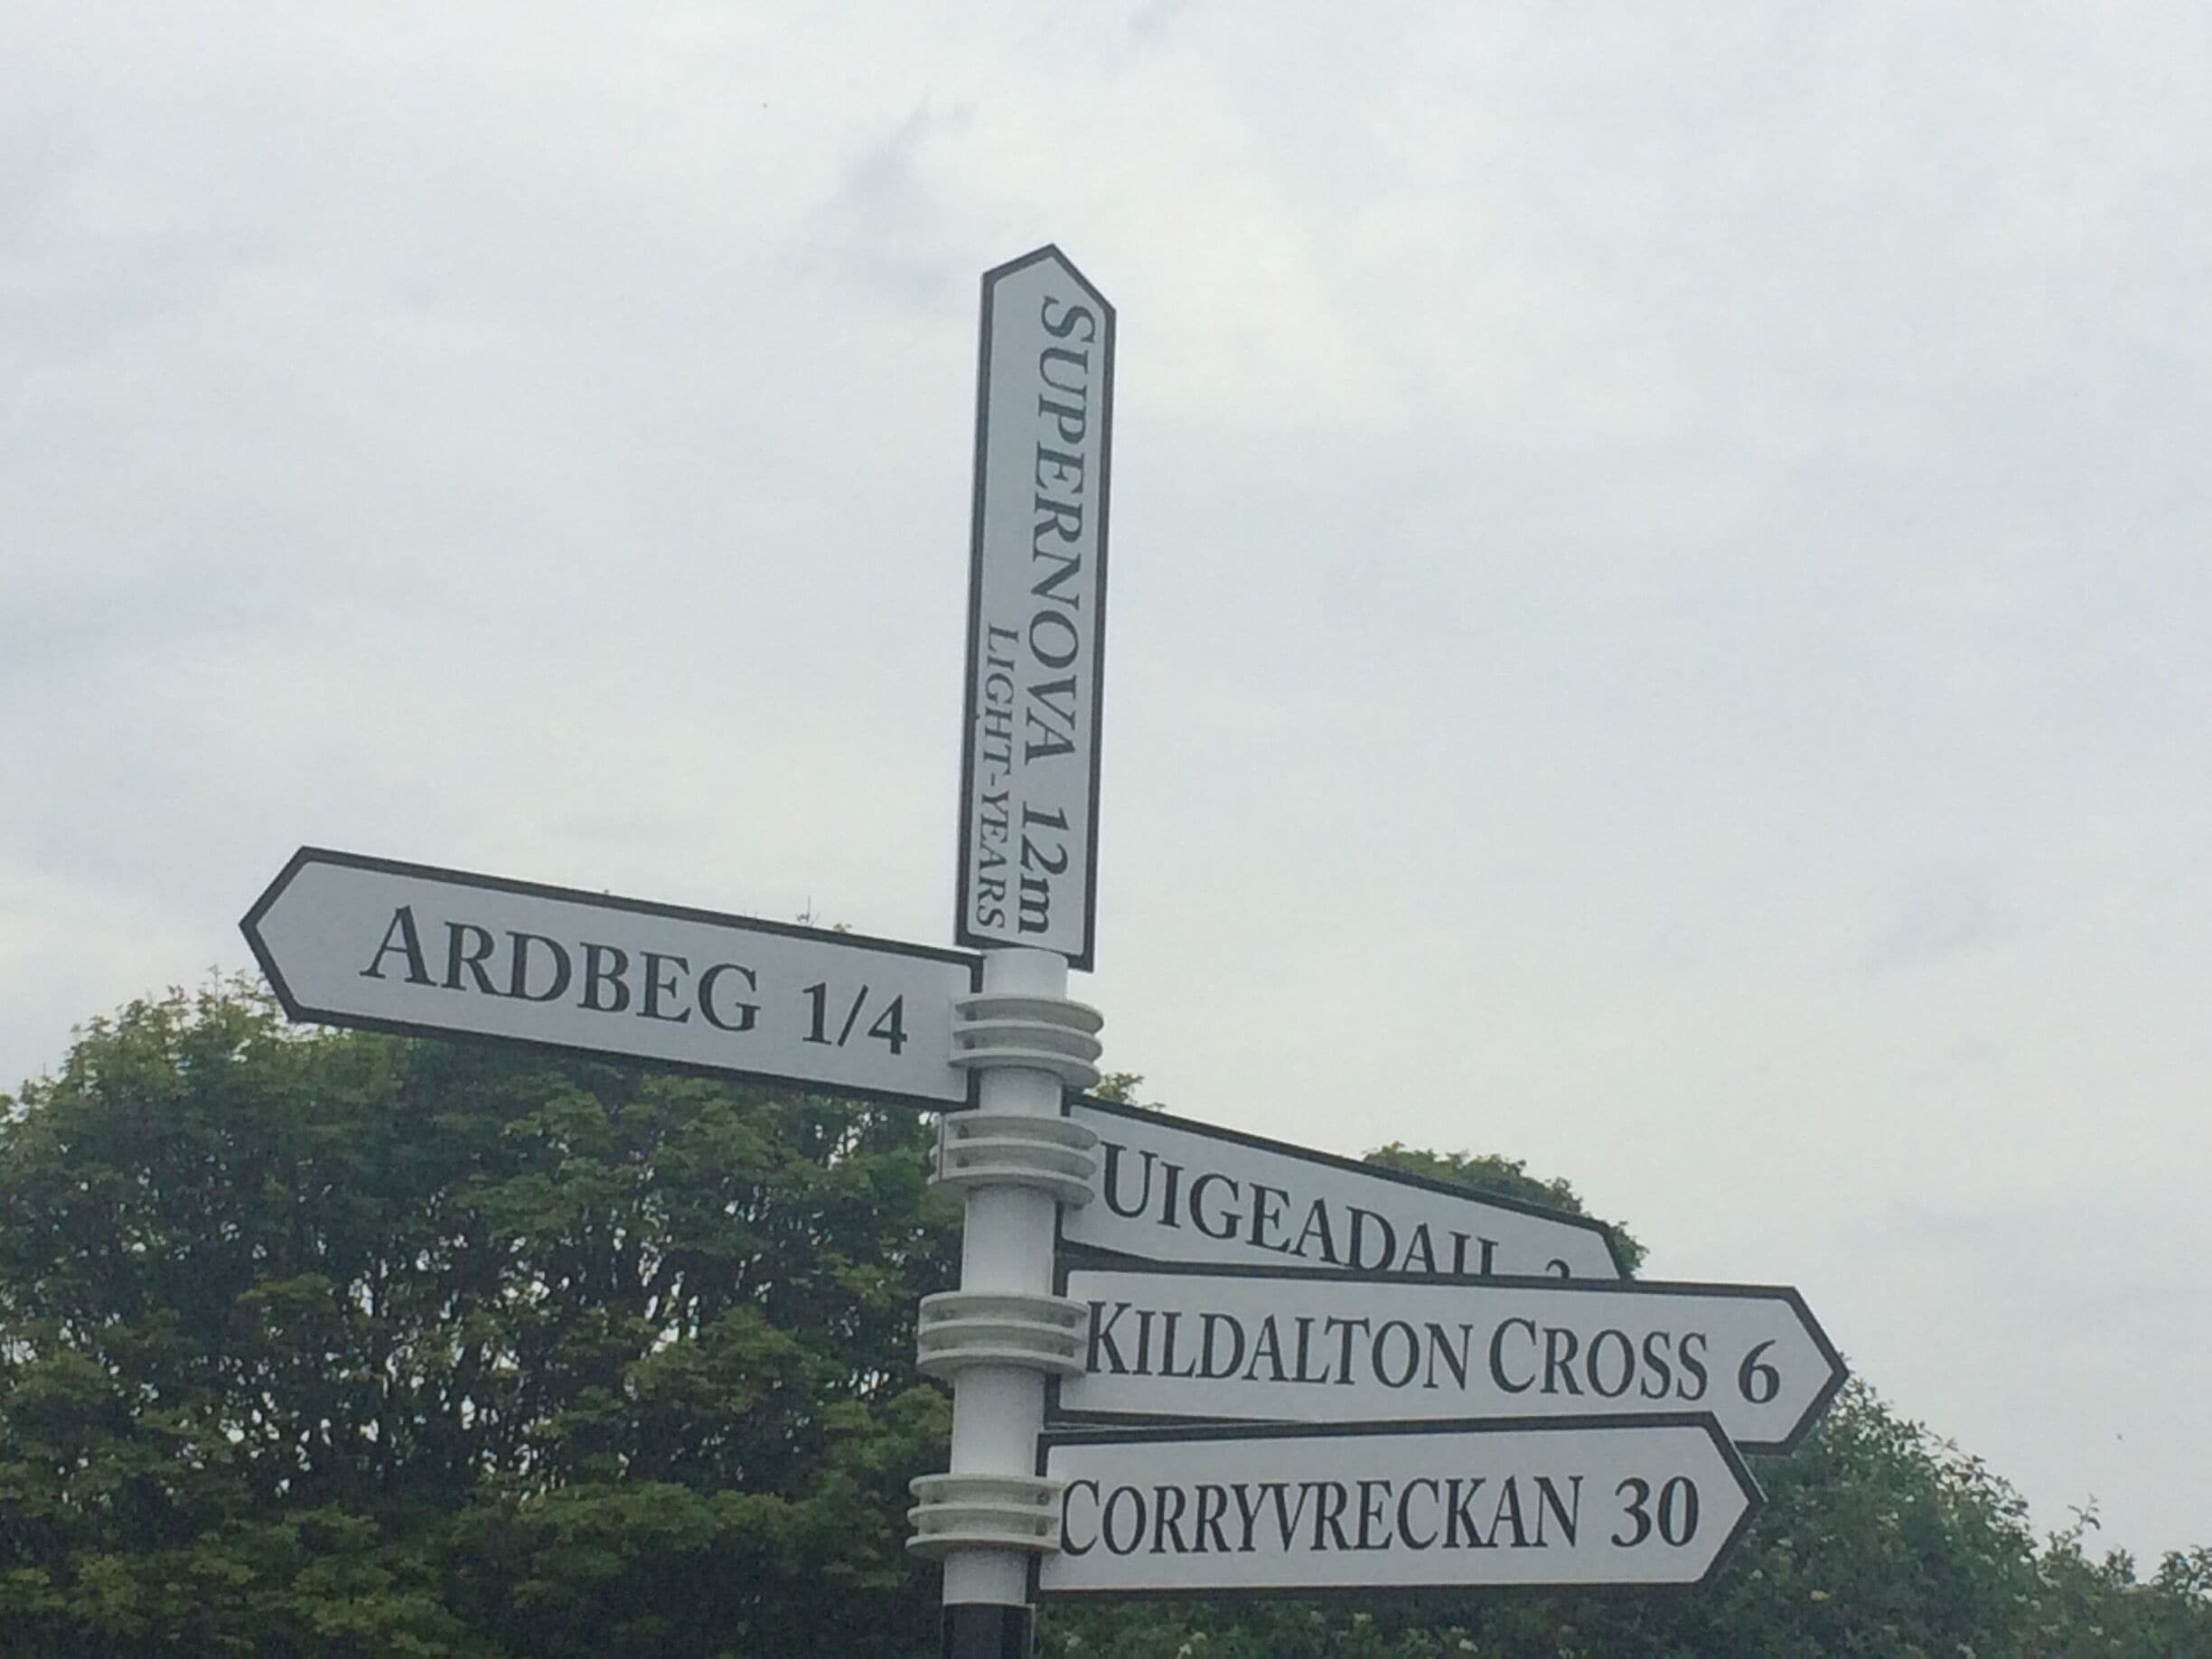 SUPERNOVA 12m
LIGHT-YEARS
ARDBEG 1/4
UIGEADAIL
KILDALTON CROSS 6
CORRYVRECKAN 30